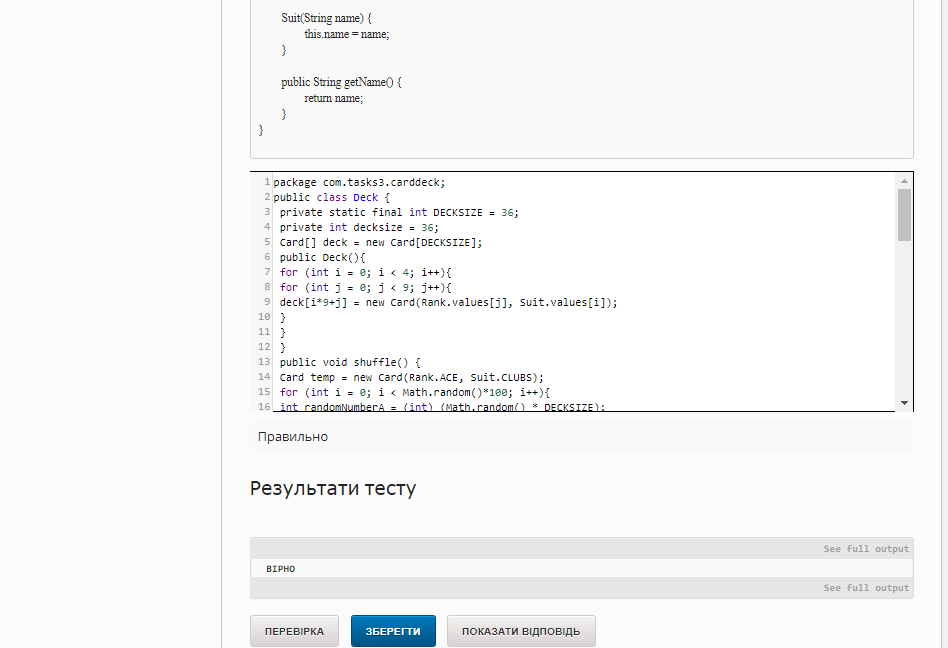 Suit(String name) {
this.name = name;
}
public String getName() {
return name;
}
}
1 package com.tasks3.carddeck;
2 public class Deck {
3 private static final int DECKSIZE = 36;
4 private int decksize = 36;
5 Card[] deck = new Card[DECKSIZE];
6 public Deck(){
7 for (int i = 0; i < 4; i++){
8 for (int j = 0; j < 9; j++){
9 deck[i*9+j] = new Card(Rank.values[j], Suit.values[i]);
10 }
11 }
12 }
13 public void shuffle() {
14 Card temp = new Card(Rank.ACE, Suit.CLUBS);
15 for (int i = 0; i < Math.random()*100; i++){
16 int randomNumberA = (int) (Math.random() * DECKSIZE);
Правильно
Результати тесту
See full output
ВІРНО
See full output
ПЕРЕВІРКА ЗБЕРЕГТИ ПОКАЗАТИ ВІДПОВІДЬ